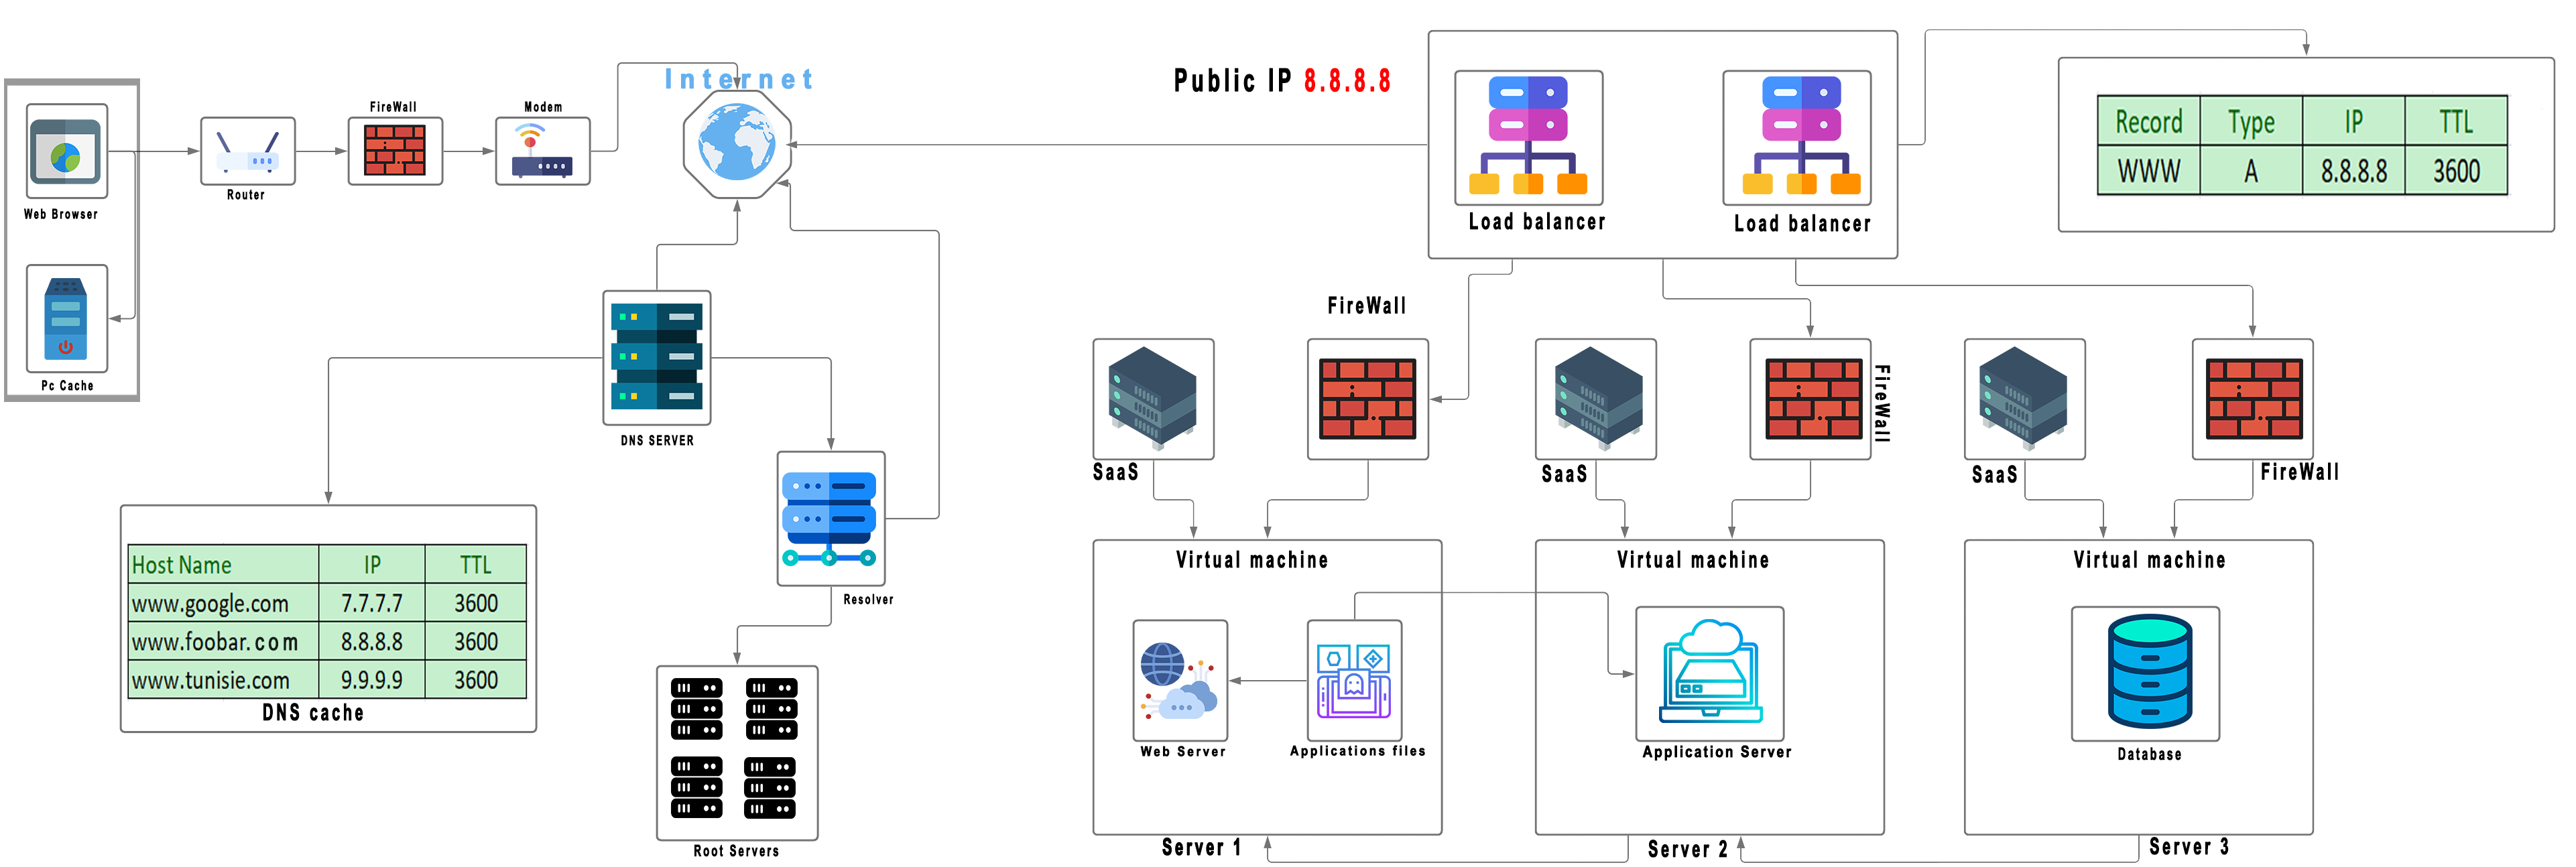 Internet
Public IP 8.8.8.8
FireWall
Modem
Web Browser
Router
Pc Cache
Load balancer
Load balancer
Record Type IP TTL
WWW A 8.8.8.8 3600
DNS SERVER
Resolver
Host Name IP TTL
www.google.com 7.7.7.7 3600
www.foobar.com 8.8.8.8 3600
www.tunisie.com 9.9.9.9 3600
DNS cache
Root Servers
FireWall
FireWall
FireWall
SaaS
SaaS
SaaS
Virtual machine
Virtual machine
Virtual machine
Web Server
Applications files
Application Server
Database
Server 1
Server 2
Server 3